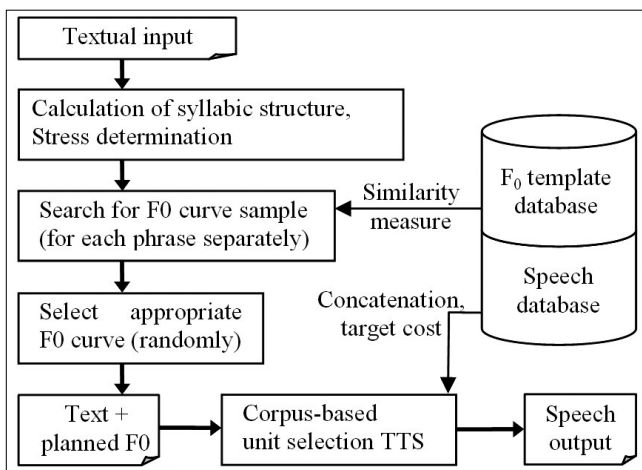 Textual input
Calculation of syllabic structure,
Stress determination
Search for F0 curve sample
(for each phrase separately)
Similarity
measure
F₀ template
database
Speech
database
Select appropriate
F0 curve (randomly)
Concatenation,
target cost
Text +
planned F0
Corpus-based
unit selection TTS
Speech
output